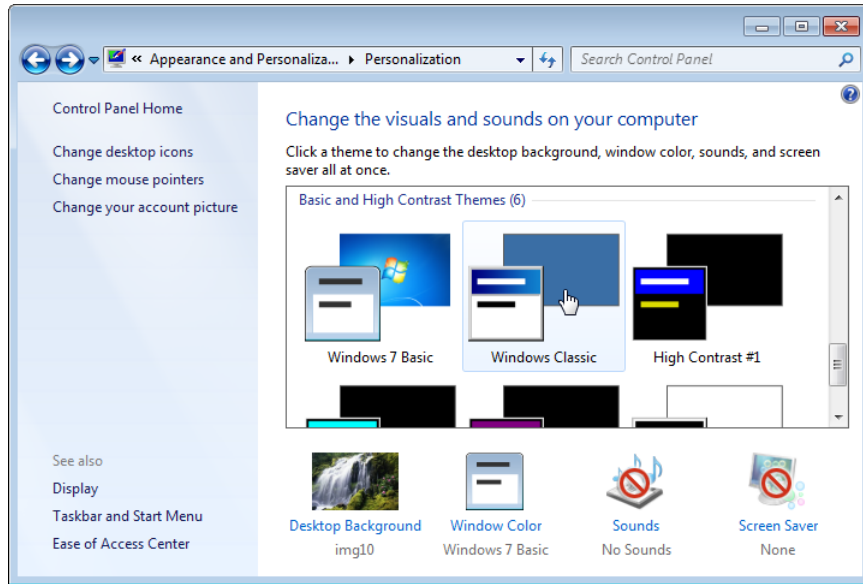 « Appearance and Personaliza... ▸ Personalization
Search Control Panel
Control Panel Home
Change desktop icons
Change mouse pointers
Change your account picture
See also
Display
Taskbar and Start Menu
Ease of Access Center
Change the visuals and sounds on your computer
Click a theme to change the desktop background, window color, sounds, and screen
saver all at once.
Basic and High Contrast Themes (6)
Windows 7 Basic Windows Classic High Contrast #1
Desktop Background Window Color Sounds Screen Saver
img10 Windows 7 Basic No Sounds None